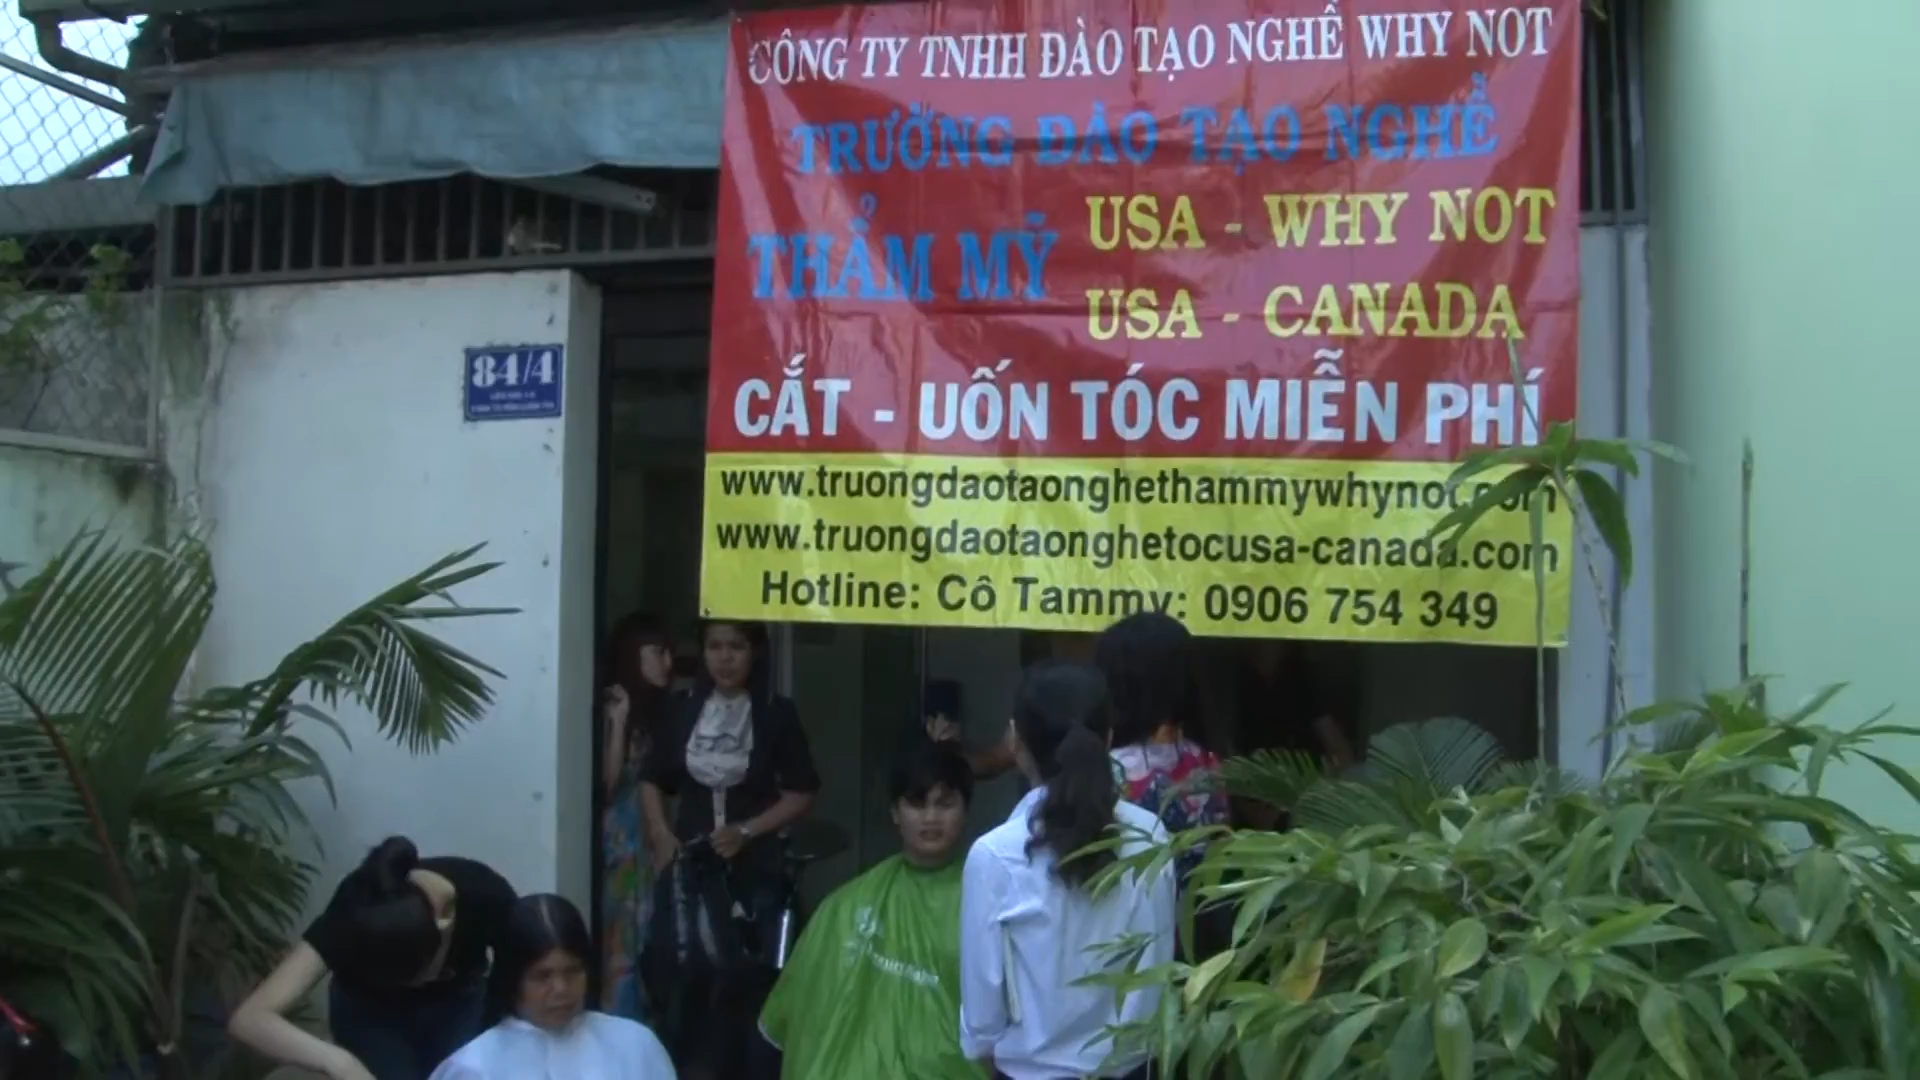 CÔNG TY TNHH ĐÀO TẠO NGHỀ WHY NOT
TRƯỜNG ĐÀO TẠO NGHỀ
THẨM MỸ
USA - WHY NOT
USA - CANADA
CẮT - UỐN TÓC MIỄN PHÍ
www.truongdaotaonghethammywhynot.com
www.truongdaotaonghetocusa-canada.com
Hotline: Cô Tammy: 0906 754 349
84/4